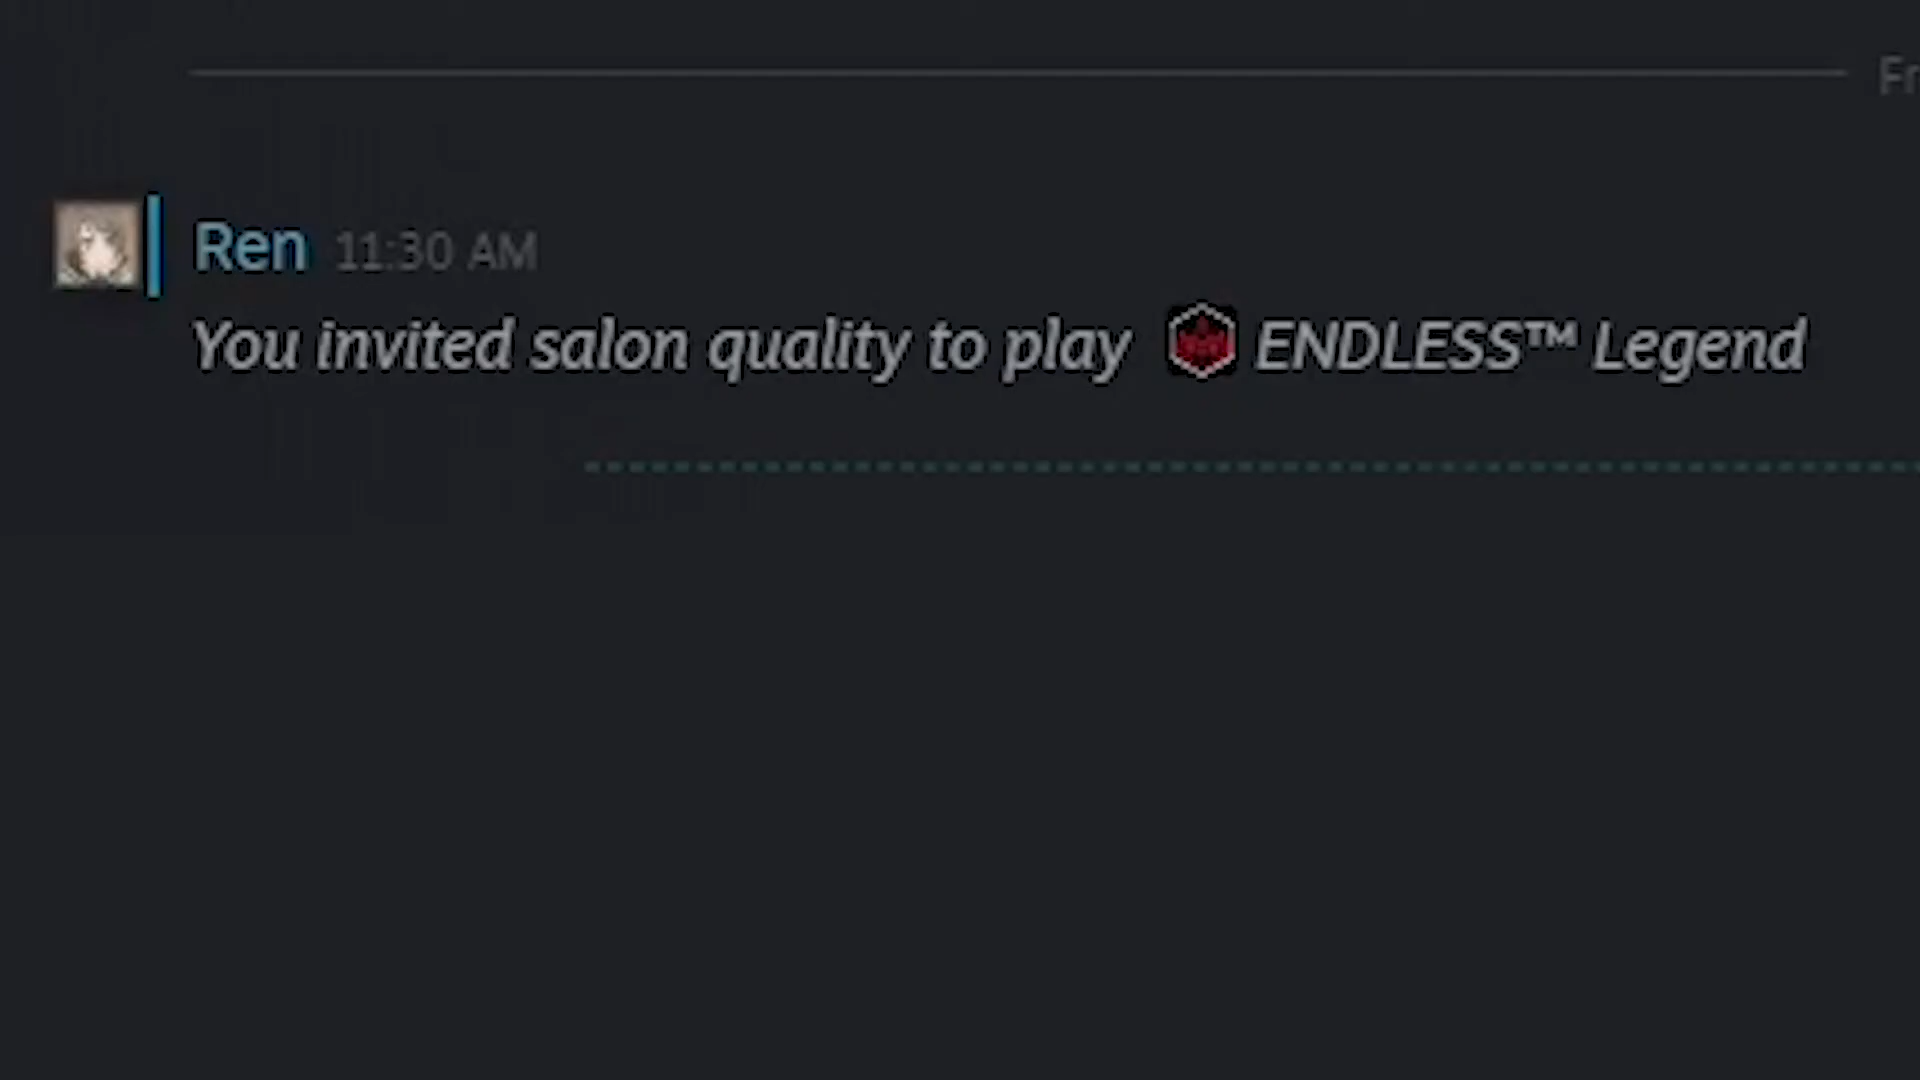 Ren 11:30 AM
You invited salon quality to play ENDLESS™ Legend